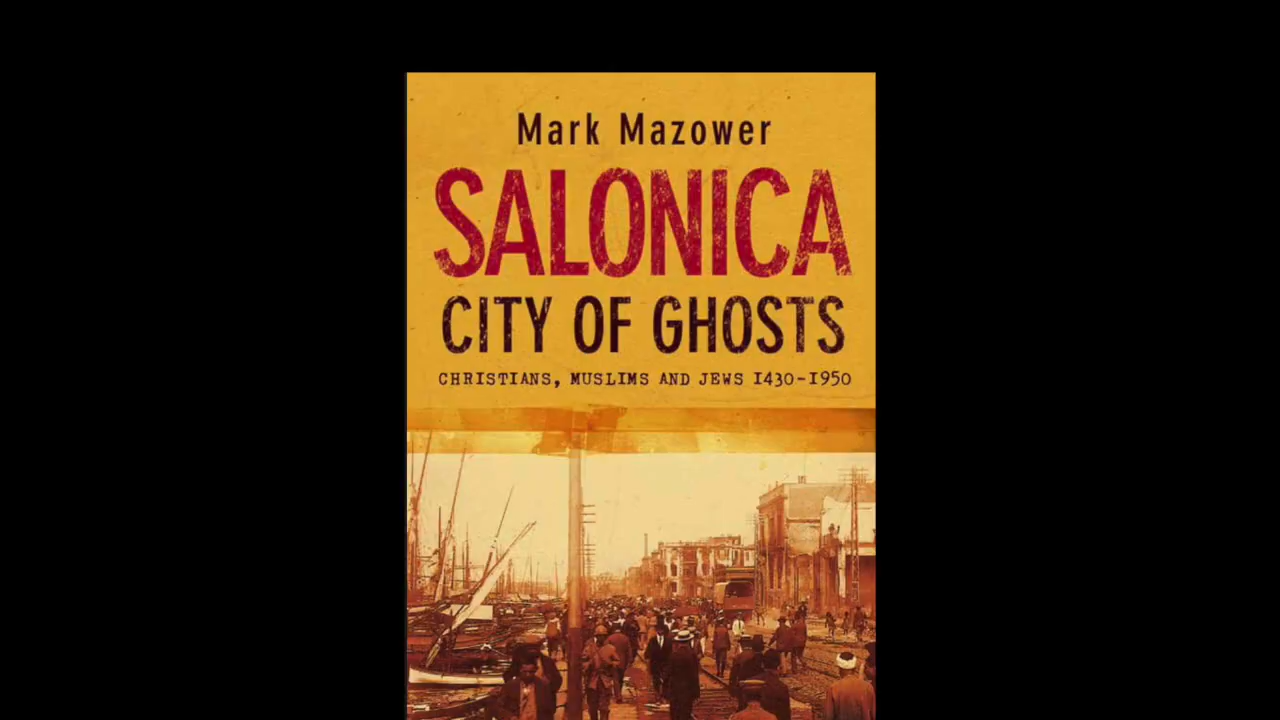 Mark Mazower
SALONICA
CITY OF GHOSTS
CHRISTIANS, MUSLIMS AND JEWS 1430-1950